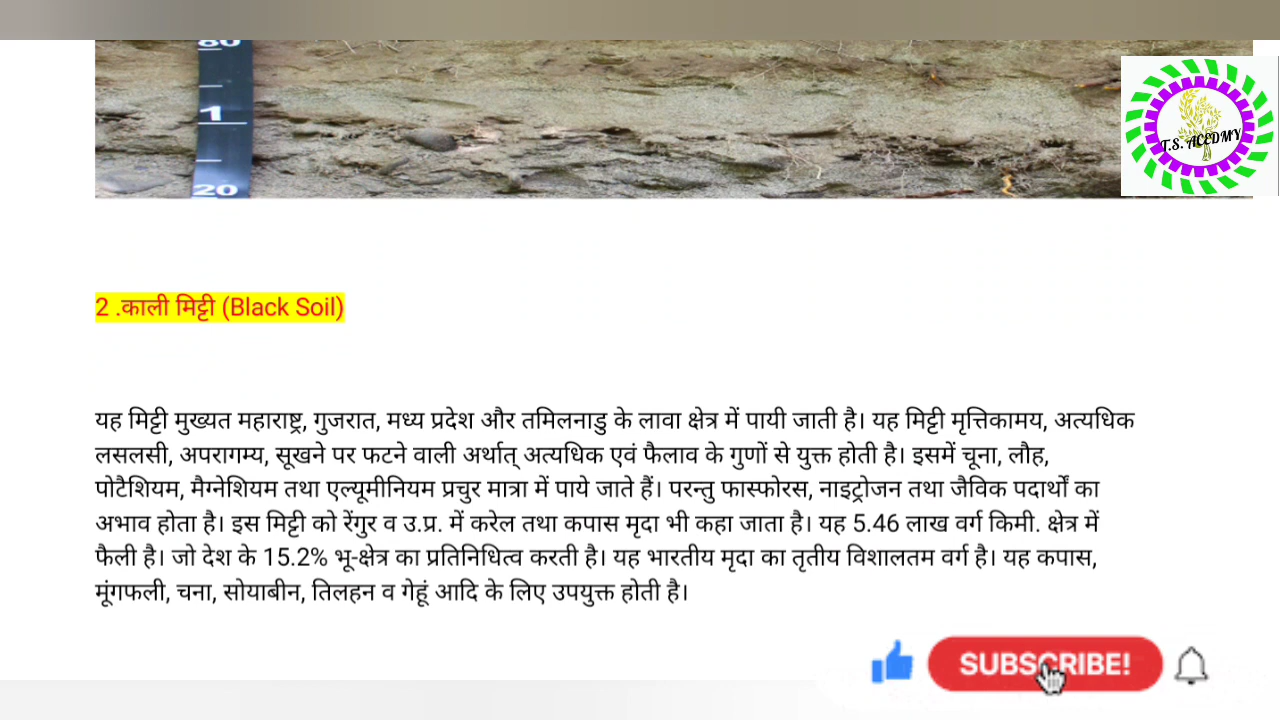 80
1
20
T.S. ACEDMY
2 .काली मिट्टी (Black Soil)
यह मिट्टी मुख्यत महाराष्ट्र, गुजरात, मध्य प्रदेश और तमिलनाडु के लावा क्षेत्र में पायी जाती है। यह मिट्टी मृत्तिकामय, अत्यधिक
लसलसी, अपरागम्य, सूखने पर फटने वाली अर्थात् अत्यधिक एवं फैलाव के गुणों से युक्त होती है। इसमें चूना, लौह,
पोटैशियम, मैग्नेशियम तथा एल्यूमीनियम प्रचुर मात्रा में पाये जाते हैं। परन्तु फास्फोरस, नाइट्रोजन तथा जैविक पदार्थों का
अभाव होता है। इस मिट्टी को रेंगुर व उ.प्र. में करेल तथा कपास मृदा भी कहा जाता है। यह 5.46 लाख वर्ग किमी. क्षेत्र में
फैली है। जो देश के 15.2% भू-क्षेत्र का प्रतिनिधित्व करती है। यह भारतीय मृदा का तृतीय विशालतम वर्ग है। यह कपास,
मूंगफली, चना, सोयाबीन, तिलहन व गेहूं आदि के लिए उपयुक्त होती है।
SUBSCRIBE!